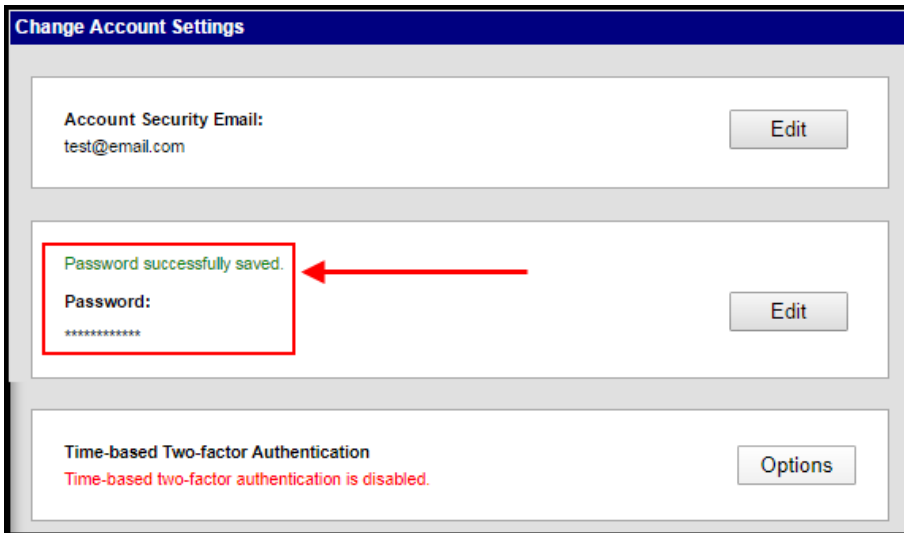 Change Account Settings
Account Security Email:
test@email.com
Edit
Password successfully saved.
Password:
************
Edit
Time-based Two-factor Authentication
Time-based two-factor authentication is disabled.
Options